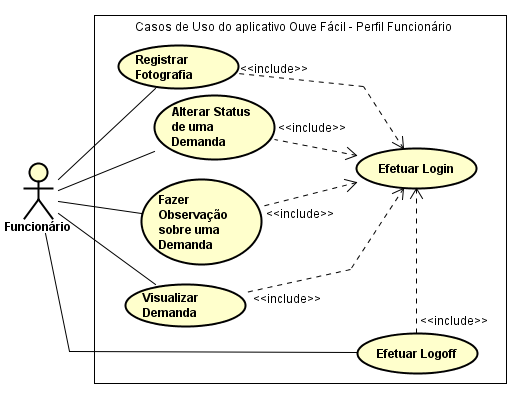 Casos de Uso do aplicativo Ouve Fácil - Perfil Funcionário
Registrar
Fotografia
<<include>>
Alterar Status
de uma
Demanda
<<include>>
Efetuar Login
Funcionário
Fazer
Observação
sobre uma
Demanda
<<include>>
Visualizar
Demanda
<<include>>
<<include>>
Efetuar Logoff